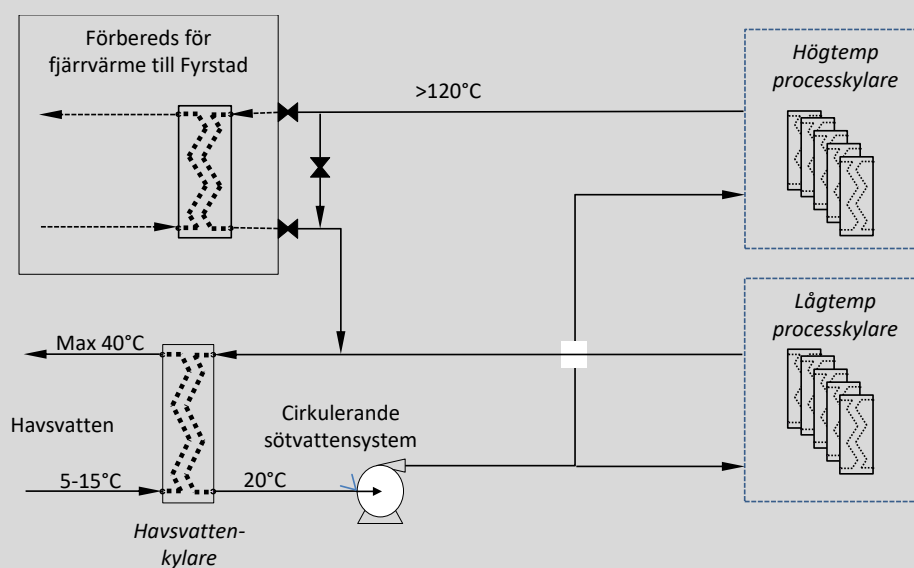 Förbereds för
fjärrvärme till Fyrstad
>120°C
Högtemp
processkylare
Lågtemp
processkylare
Max 40°C
Havsvatten
Cirkulerande
sötvattensystem
5-15°C
20°C
Havsvatten-
kylare